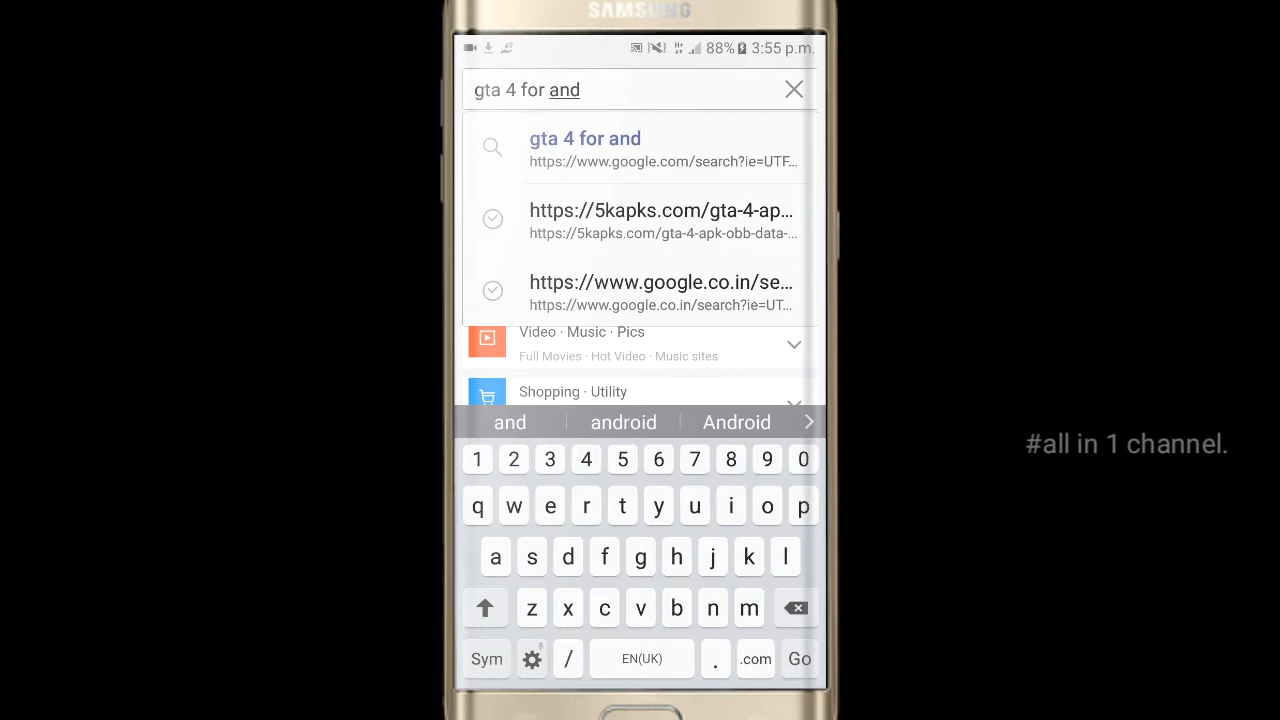 SAMSUNG
88% 3:55 p.m.
gta 4 for and
gta 4 for and
https://www.google.com/search?ie=UTF...
https://5kapks.com/gta-4-ap...
https://5kapks.com/gta-4-apk-obb-data-...
https://www.google.co.in/se...
https://www.google.co.in/search?ie=UT...
Video · Music · Pics
Full Movies · Hot Video · Music sites
Shopping · Utility
and android Android
1 2 3 4 5 6 7 8 9 0
q w e r t y u i o p
a s d f g h j k l
z x c v b n m
Sym / EN(UK) . .com Go
#all in 1 channel.